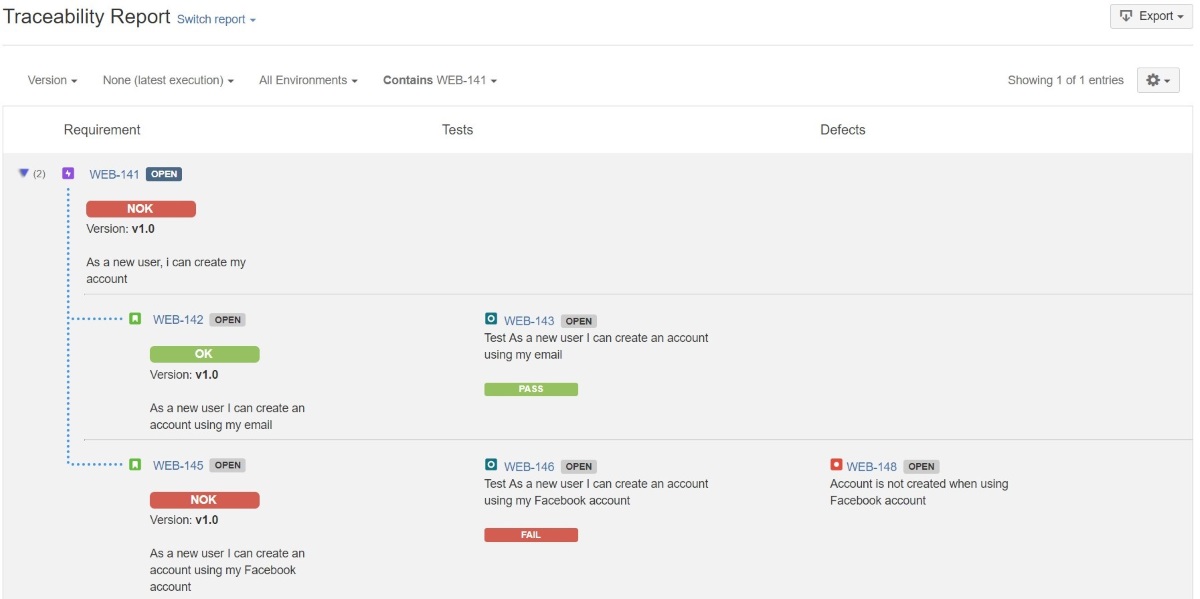 Traceability Report Switch report
Export
Version None (latest execution) All Environments Contains WEB-141 Showing 1 of 1 entries
Requirement Tests Defects
(2) WEB-141 OPEN
NOK
Version: v1.0
As a new user, i can create my
account
WEB-142 OPEN
OK
Version: v1.0
As a new user I can create an
account using my email
WEB-143 OPEN
Test As a new user I can create an account
using my email
PASS
WEB-145 OPEN
NOK
Version: v1.0
As a new user I can create an
account using my Facebook
account
WEB-146 OPEN
Test As a new user I can create an account
using my Facebook account
FAIL
WEB-148 OPEN
Account is not created when using
Facebook account